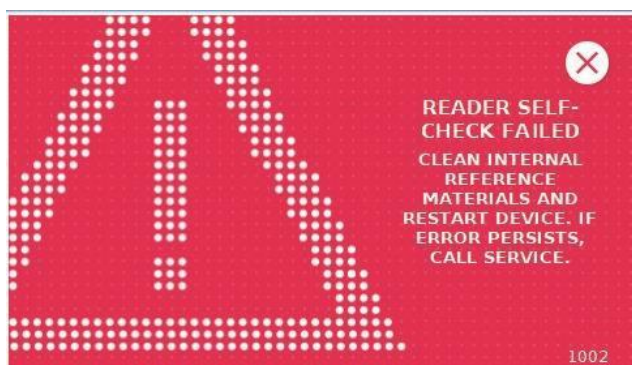 READER SELF-
CHECK FAILED
CLEAN INTERNAL
REFERENCE
MATERIALS AND
RESTART DEVICE. IF
ERROR PERSISTS,
CALL SERVICE.
1002